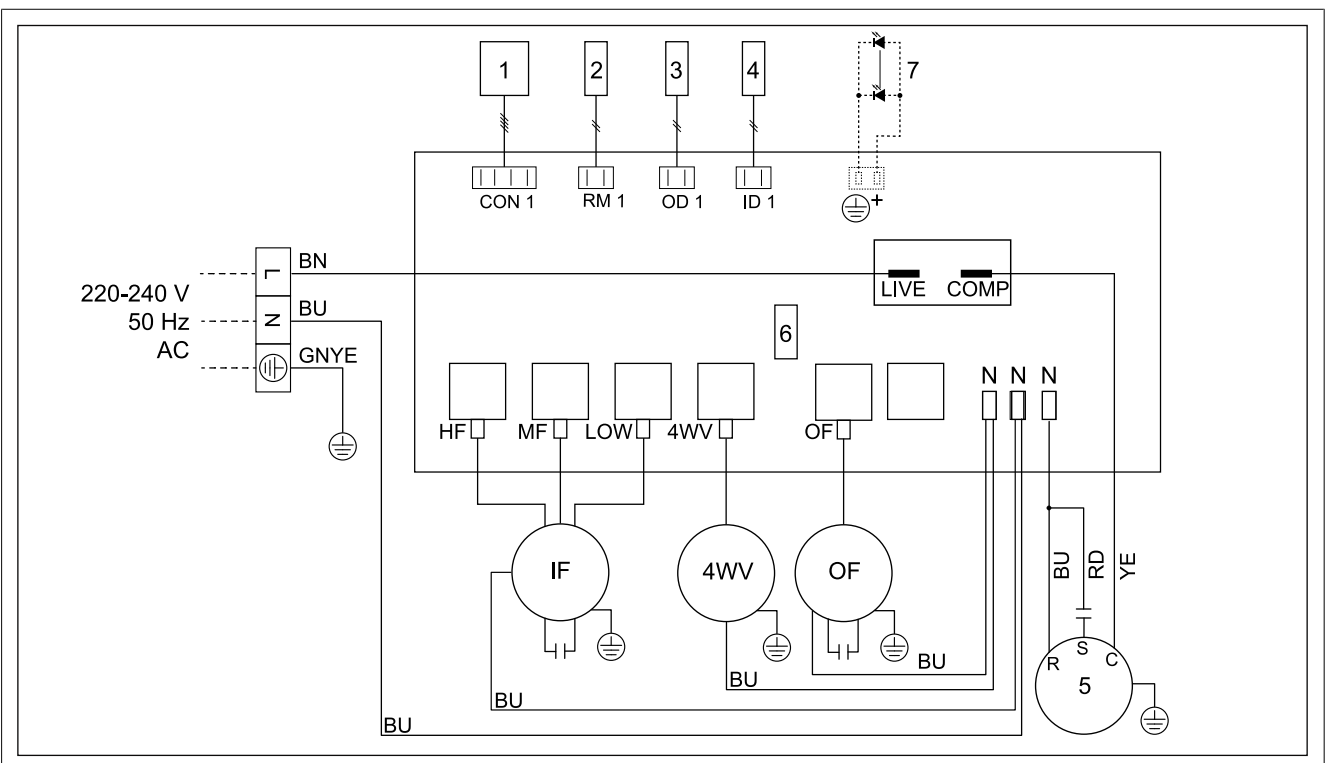 1
2
3
4
7
CON 1
RM 1
OD 1
ID 1
+
220-240 V
50 Hz
AC
L
N
BN
BU
GNYE
LIVE
COMP
6
HF
MF
LOW
4WV
OF
N N N
IF
4WV
OF
BU
RD
YE
R
S
C
5
BU
BU
BU
BU